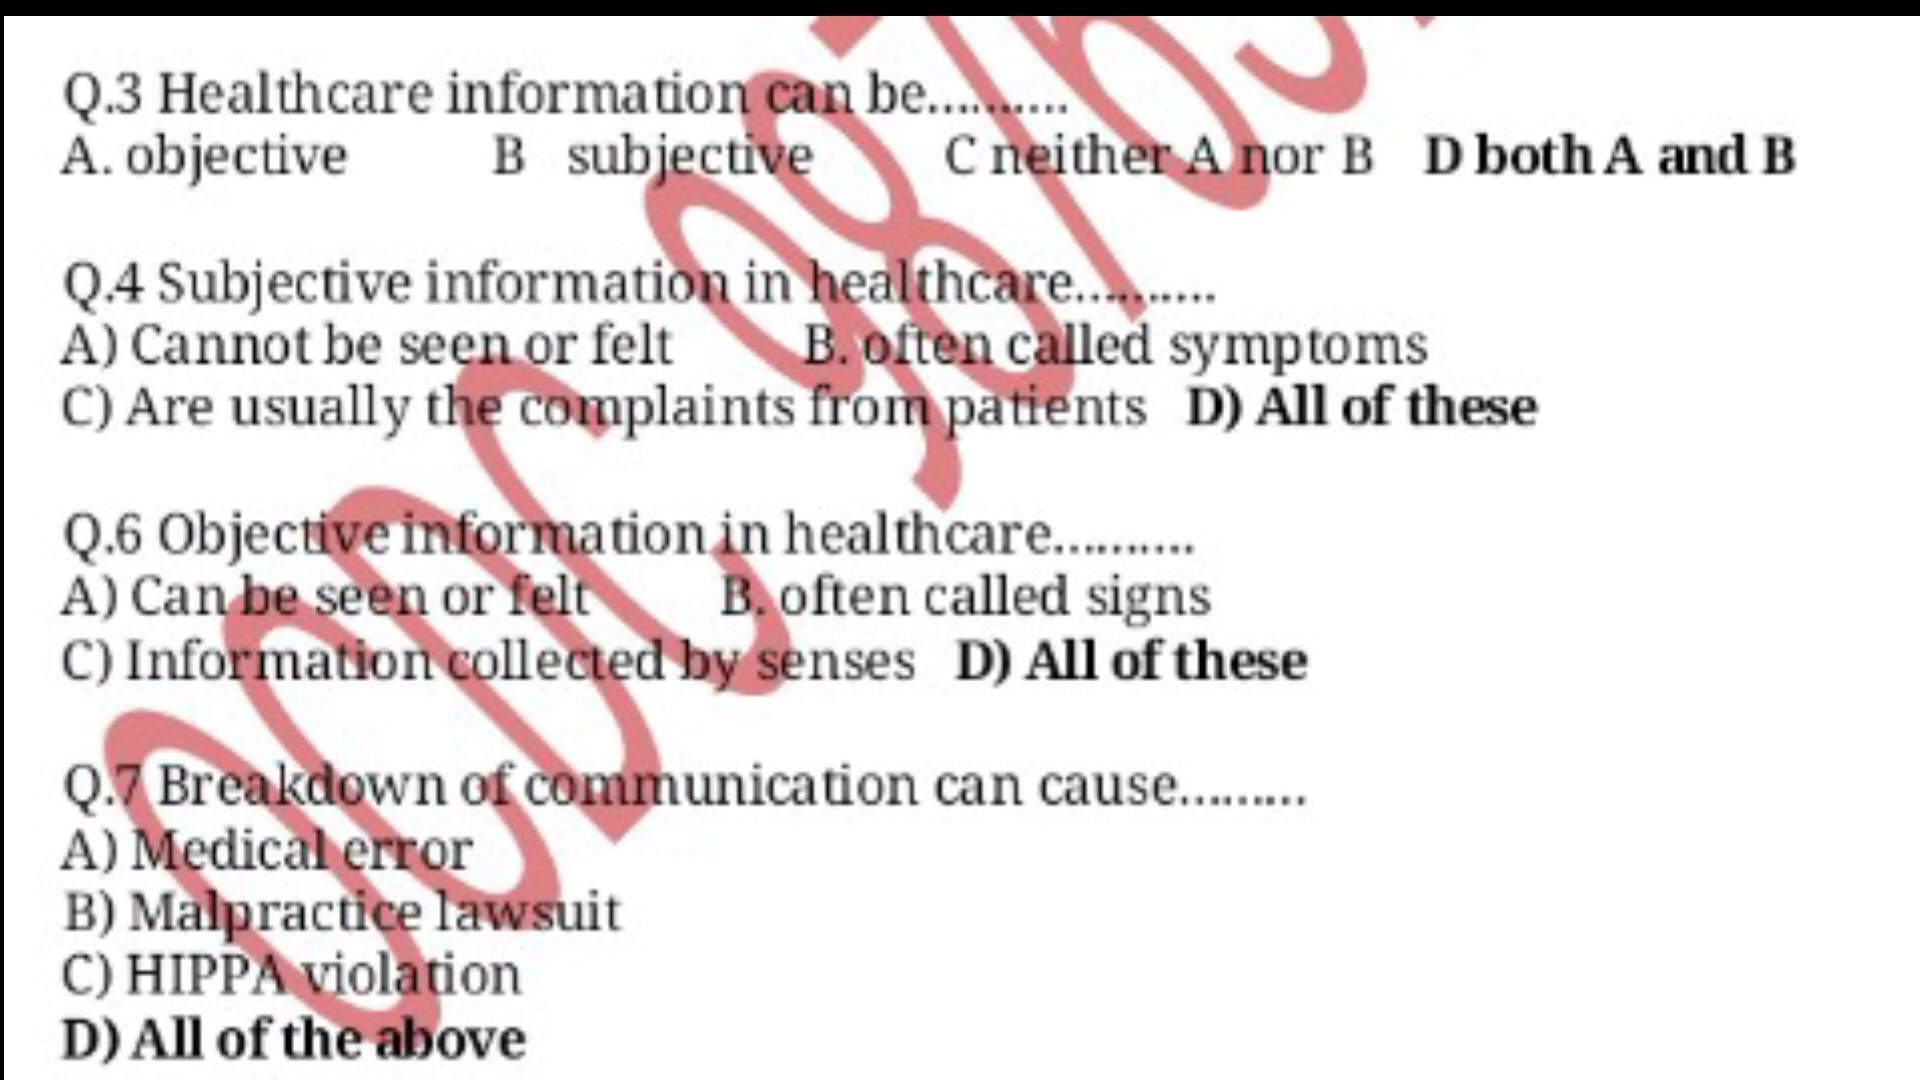 Q.3 Healthcare information can be..........
A. objective B subjective C neither A nor B D both A and B
Q.4 Subjective information in healthcare..........
A) Cannot be seen or felt B. often called symptoms
C) Are usually the complaints from patients D) All of these
Q.6 Objective information in healthcare..........
A) Can be seen or felt B. often called signs
C) Information collected by senses D) All of these
Q.7 Breakdown of communication can cause.........
A) Medical error
B) Malpractice lawsuit
C) HIPPA violation
D) All of the above